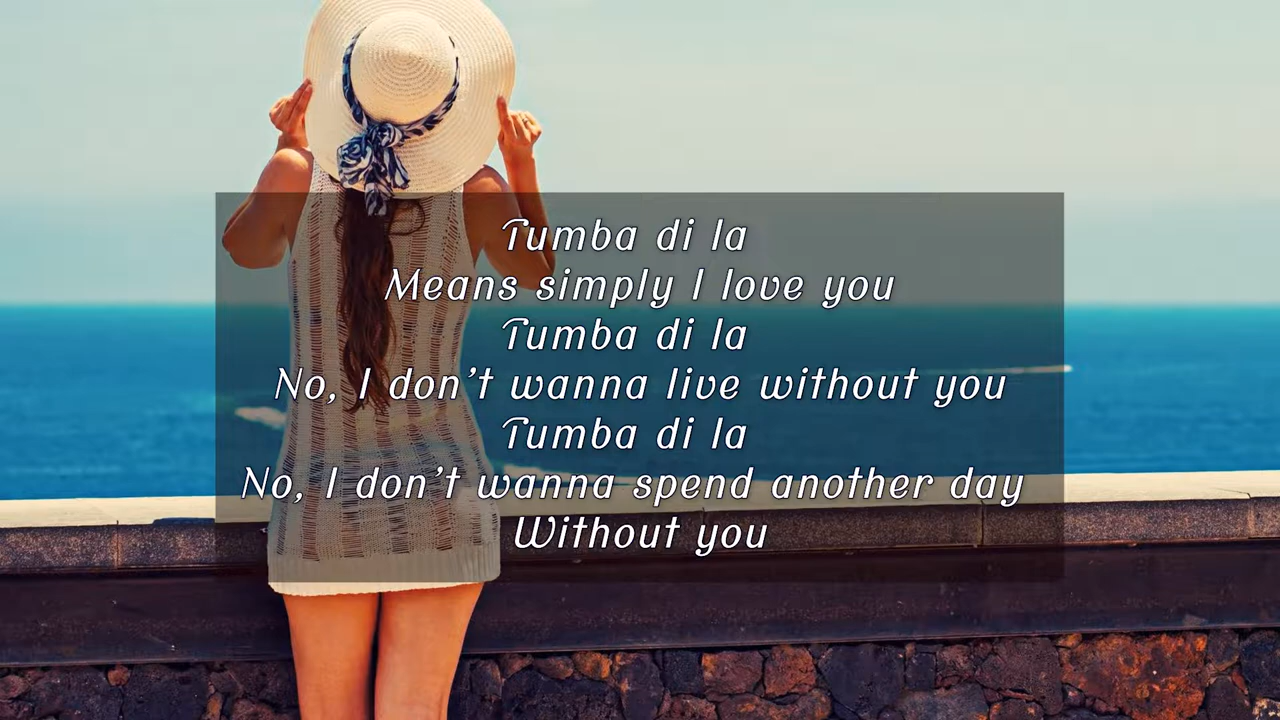 Tumba di la
Means simply I love you
Tumba di la
No, I don't wanna live without you
Tumba di la
No, I don't wanna spend another day
Without you